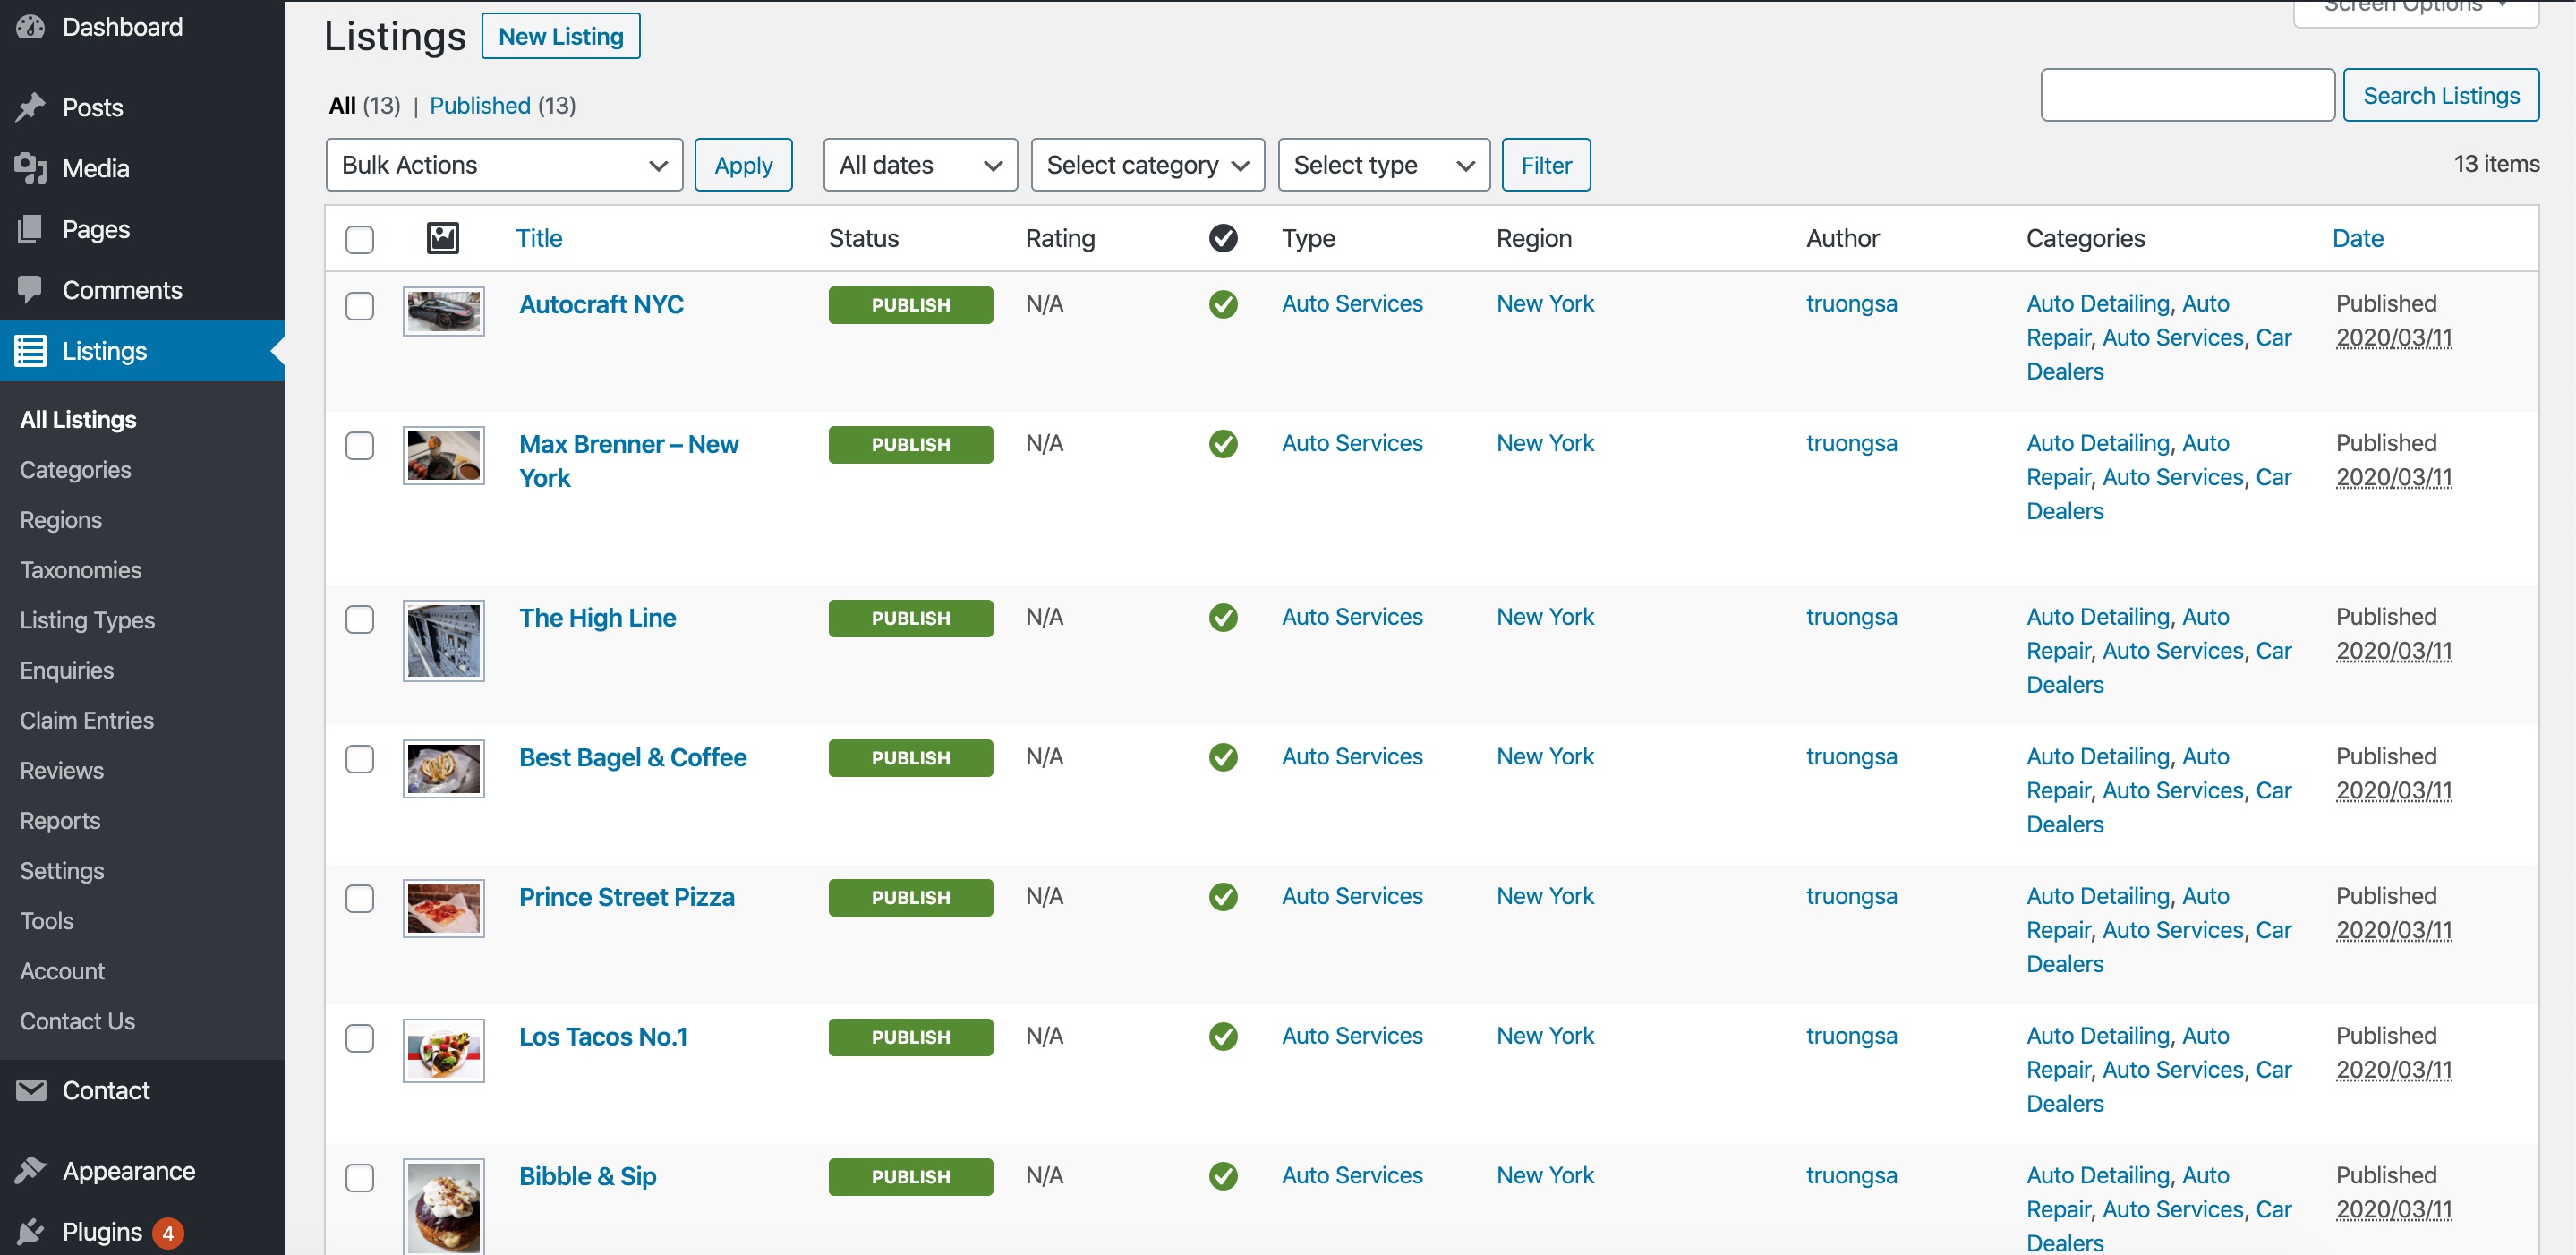 Dashboard
Posts
Media
Pages
Comments
Listings
All Listings
Categories
Regions
Taxonomies
Listing Types
Enquiries
Claim Entries
Reviews
Reports
Settings
Tools
Account
Contact Us
Contact
Appearance
Plugins 4
Screen Options
Listings New Listing
All (13) | Published (13)
Search Listings
Bulk Actions Apply All dates Select category Select type Filter 13 items
Title Status Rating Type Region Author Categories Date
Autocraft NYC PUBLISH N/A Auto Services New York truongsa Auto Detailing, Auto Published
Repair, Auto Services, Car 2020/03/11
Dealers
Max Brenner – New PUBLISH N/A Auto Services New York truongsa Auto Detailing, Auto Published
York Repair, Auto Services, Car 2020/03/11
Dealers
The High Line PUBLISH N/A Auto Services New York truongsa Auto Detailing, Auto Published
Repair, Auto Services, Car 2020/03/11
Dealers
Best Bagel & Coffee PUBLISH N/A Auto Services New York truongsa Auto Detailing, Auto Published
Repair, Auto Services, Car 2020/03/11
Dealers
Prince Street Pizza PUBLISH N/A Auto Services New York truongsa Auto Detailing, Auto Published
Repair, Auto Services, Car 2020/03/11
Dealers
Los Tacos No.1 PUBLISH N/A Auto Services New York truongsa Auto Detailing, Auto Published
Repair, Auto Services, Car 2020/03/11
Dealers
Bibble & Sip PUBLISH N/A Auto Services New York truongsa Auto Detailing, Auto Published
Repair, Auto Services, Car 2020/03/11
Dealers